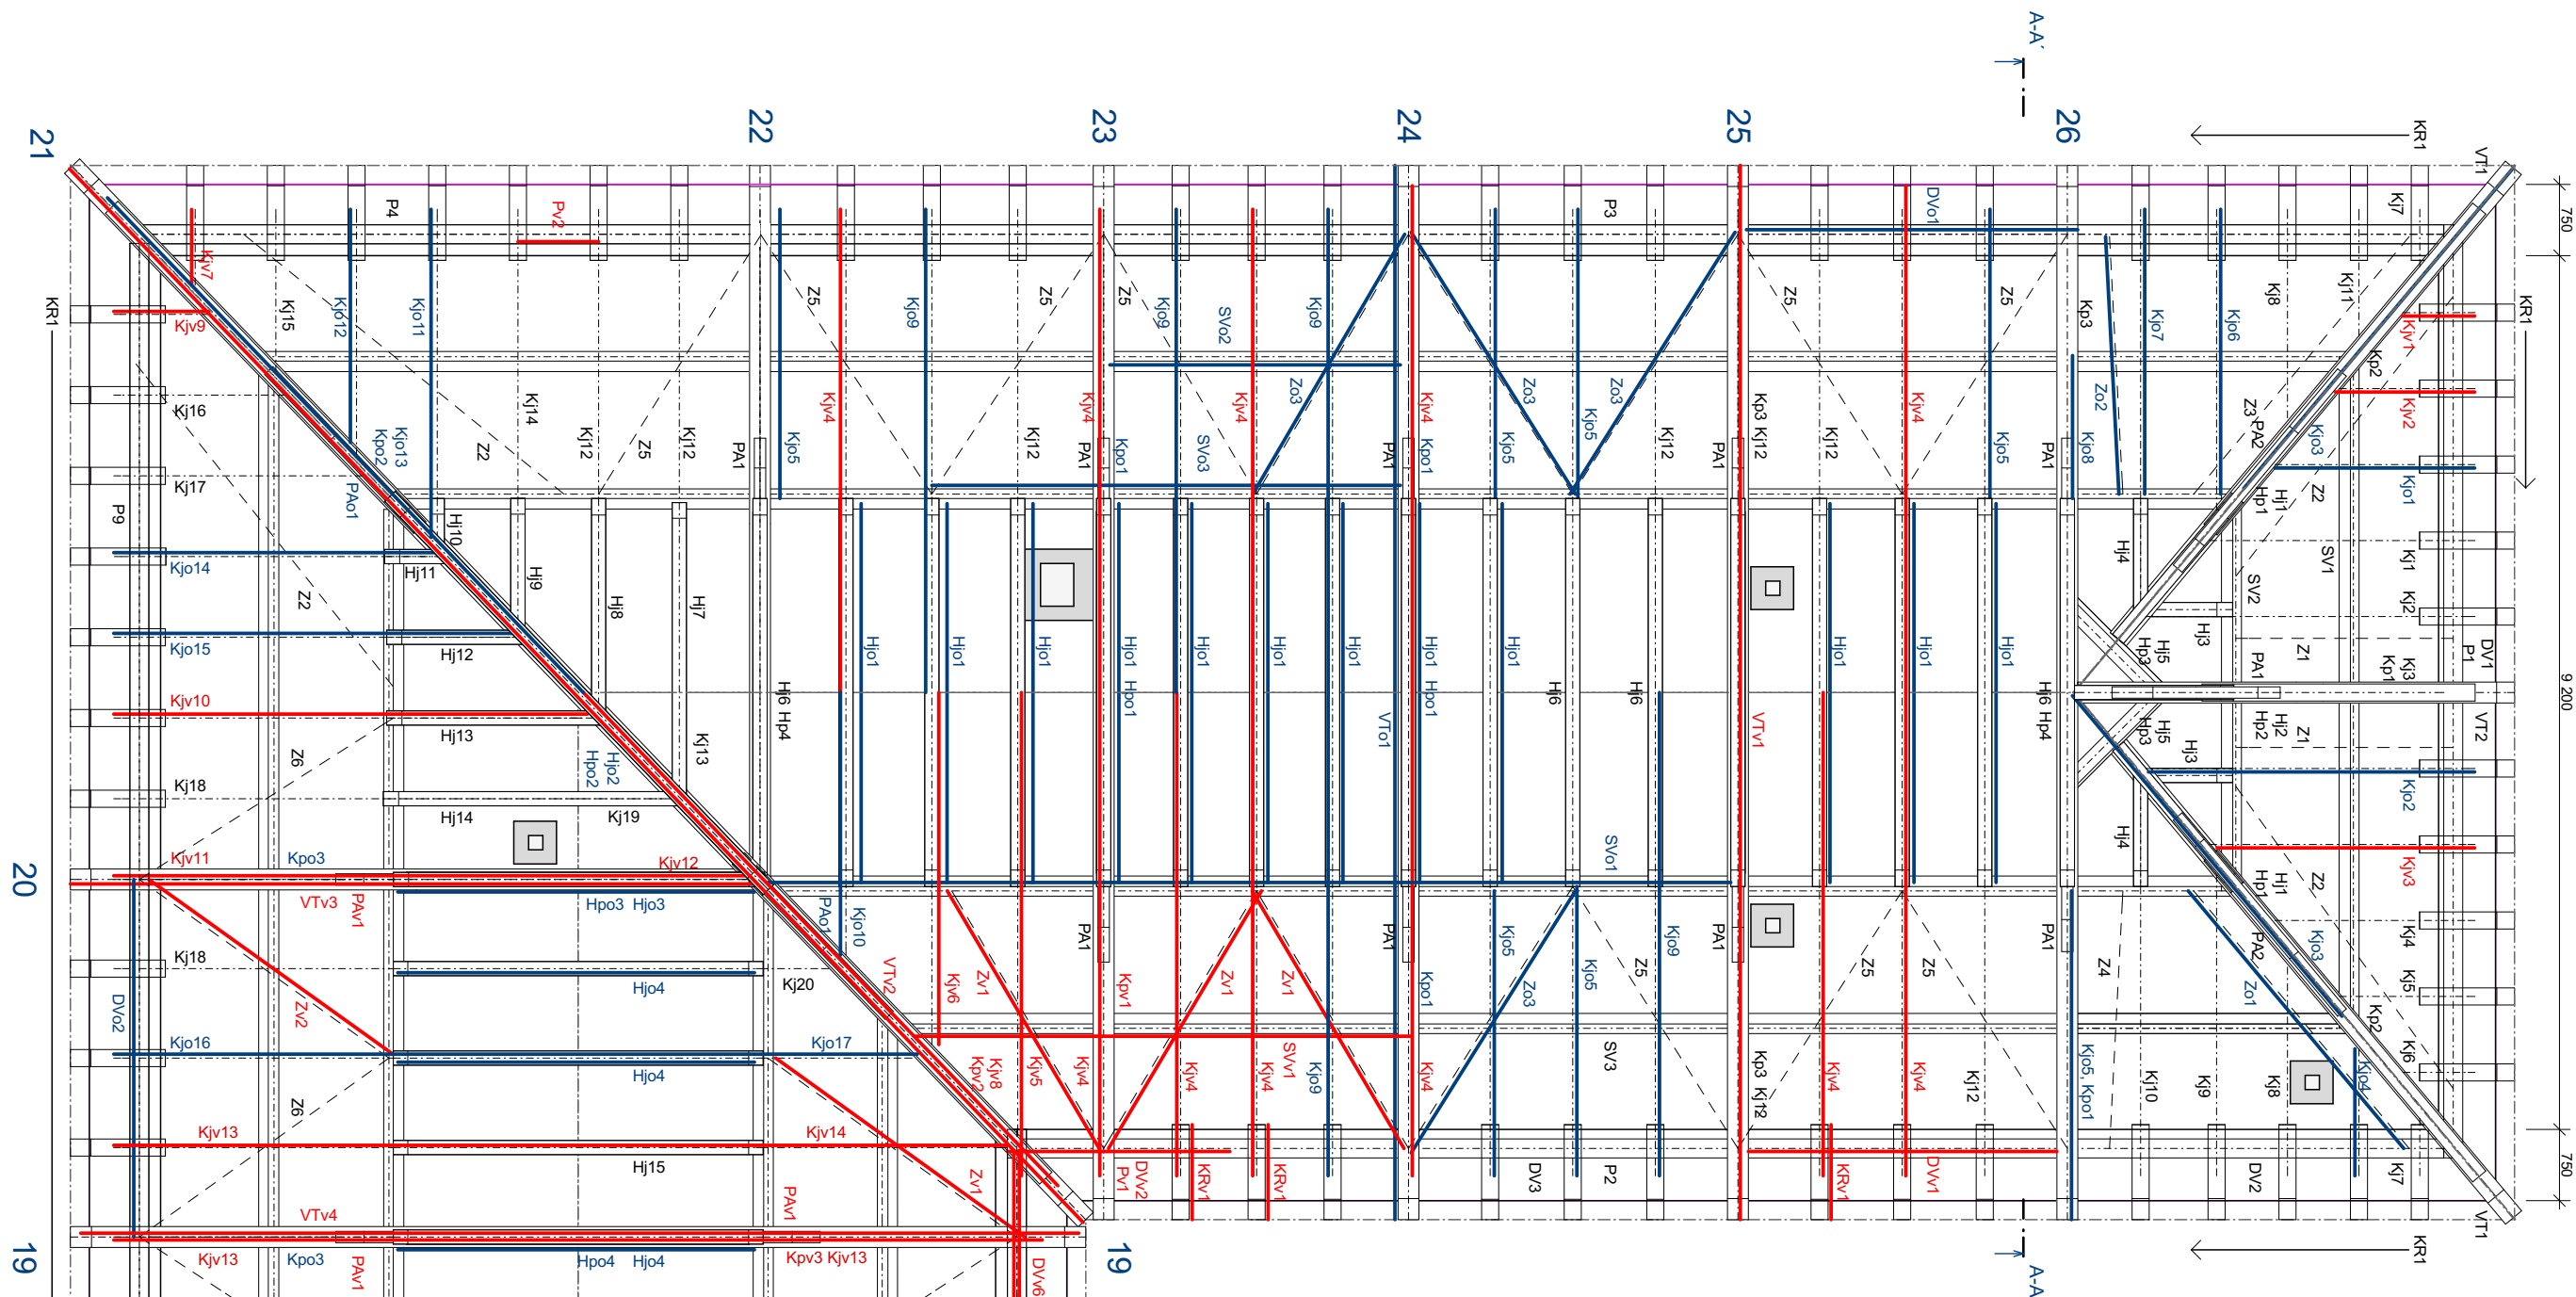 A-A´
21
22
23
24
25
26
KR1
VT1
750
P4
Pv2
P3
DVo1
Kj7
Kjv7
Kjv9
KR1
Kj15
Kjo12
Kjo11
Z5
Kjo9
Z5
Z5
Kjo9
SVo2
Kjo9
Z5
Z5
Kp3
Kjo7
Kjo6
Kj8
Kj11
Kjv1
KR1
Kj16
Kj14
Z2
Kj12
Z5
Kj12
PA1
Kjo5
Kjv4
Kj12
Kjv4
PA1
Kpo1
SVo3
Kjv4
Zo3
PA1
Kjv4
Kpo1
Zo3
Kjo5
Kjo5
Zo3
Kj12
PA1
Kp3 Kj12
Kj12
Kjv4
Kjo5
PA1
Kjo8
Zo2
Kp2
Kjv2
Z3
PA2
Kjo3
Kjo13
Kpo2
Kj17
PAo1
P9
Hj10
Kjo14
Hj11
Hj9
Hj8
Hj7
Z2
Hj4
Hj1
Hp1
Z2
SV1
SV2
Kjo1
Kj1
Kj2
Kjo15
Hj12
Hjo1
Hjo1
Hjo1
Hjo1
Hpo1
Hjo1
Hjo1
Hjo1
Hjo1
Hpo1
Hjo1
Hj6
Hj6
Hjo1
Hjo1
Hjo1
Hj3
Hj5
Hp3
PA1
Z1
Kj3
Kp1
DV1
P1
9 200
Kjv10
Hj13
Kj13
Hj6 Hp4
VTo1
VTv1
Hj6 Hp4
Hj5
Hp3
Hj3
Hj2
Hp2
Z1
VT2
Z6
Hjo2
Hpo2
Kj18
Hj14
Kj19
Kjo2
Hj4
SVo1
20
Kjv11
Kpo3
Kjv12
Hj1
Hp1
Z2
Kjv3
VTv3
PAv1
Hpo3 Hjo3
PAo1
Kjo10
PA1
PA1
PA1
PA1
PA2
Kjo3
Kj4
Kj18
Hjo4
Kj20
VTv2
Kjv6
Zv1
Kpv1
Zv1
Zv1
Kpo1
Kjo5
Zo3
Kjo5
Z5
Kjo9
Z5
Z5
Z4
Zo1
Kj5
DVo2
Zv2
Kjo16
Hjo4
Kjo17
Kp2
Kj6
Kjv8
Kpv2
Kjv5
Kjv4
Kjv4
Kjv4
SVv1
Kjo9
Kjv4
SV3
Kp3 Kj12
Kjv4
Kjv4
Kj12
Kjo5, Kpo1
Kj10
Kj9
Kj8
Kjo4
Z6
Kjv13
Hj15
Kjv14
Zv1
DVv2
Pv1
KRv1
KRv1
DV3
P2
KRv1
DVv1
DV2
Kj7
750
VTv4
PAv1
VT1
19
Kjv13
Kpo3
PAv1
Hpo4 Hjo4
Kpv3 Kjv13
DVv6
19
A-A
KR1